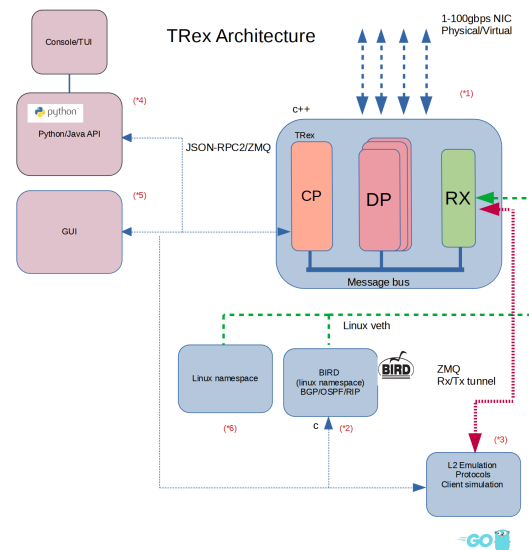 Console/TUI
TRex Architecture
1-100gbps NIC
Physical/Virtual
(*4)
(*1)
python
Python/Java API
c++
TRex
JSON-RPC2/ZMQ
CP
DP
RX
(*5)
GUI
Message bus
Linux veth
Linux namespace
BIRD
(linux namespace)
BGP/OSPF/RIP
BIRD
ZMQ
Rx/Tx tunnel
(*6)
c
(*2)
(*3)
L2 Emulation
Protocols
Client simulation
GO